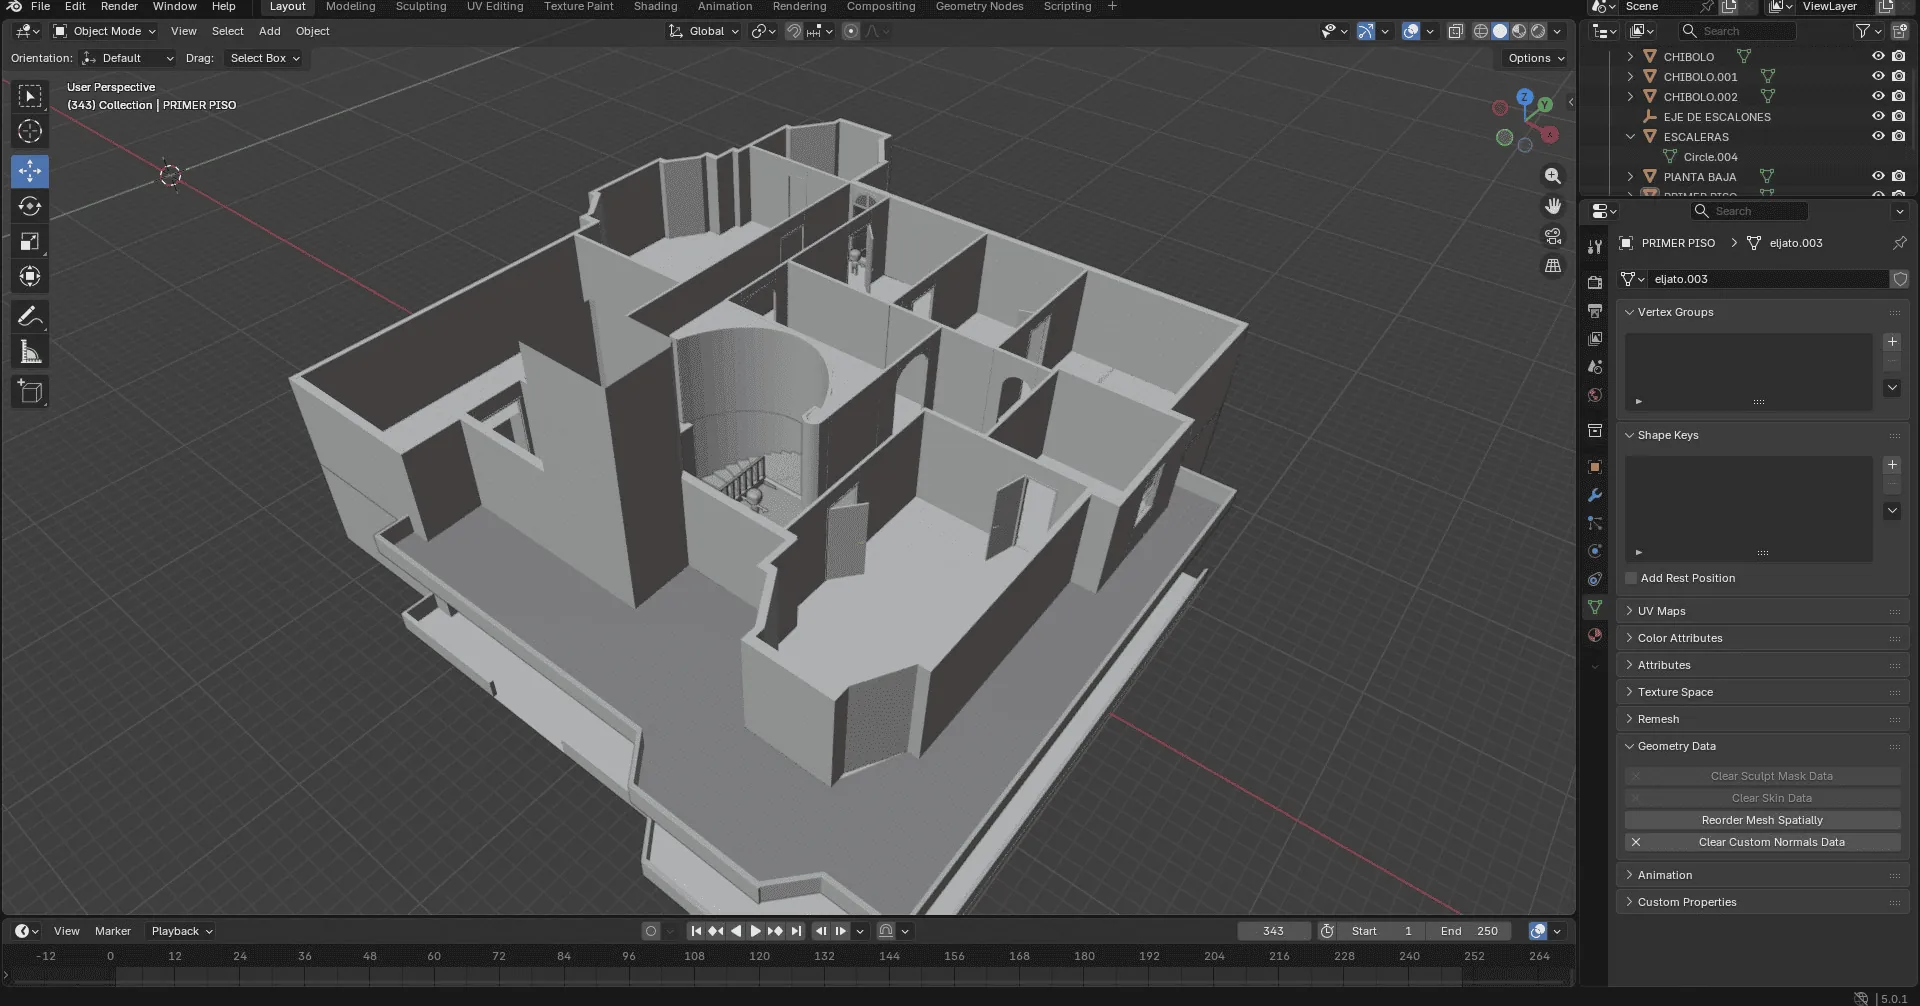 File Edit Render Window Help Layout Modeling Sculpting UV Editing Texture Paint Shading Animation Rendering Compositing Geometry Nodes Scripting + Scene ViewLayer
Object Mode View Select Add Object Global Search
Orientation: Default Drag: Select Box Options
User Perspective
(343) Collection | PRIMER PISO
Z
Y
X
CHIBOLO
CHIBOLO.001
CHIBOLO.002
EJE DE ESCALONES
ESCALERAS
Circle.004
PlANTA BAJA
PRIMER PISO
Search
PRIMER PISO eljato.003
eljato.003
Vertex Groups
Shape Keys
Add Rest Position
UV Maps
Color Attributes
Attributes
Texture Space
Remesh
Geometry Data
Clear Sculpt Mask Data
Clear Skin Data
Reorder Mesh Spatially
Clear Custom Normals Data
Animation
Custom Properties
View Marker Playback 343 Start 1 End 250
-12 0 12 24 36 48 60 72 84 96 108 120 132 144 156 168 180 192 204 216 228 240 252 264
5.0.1